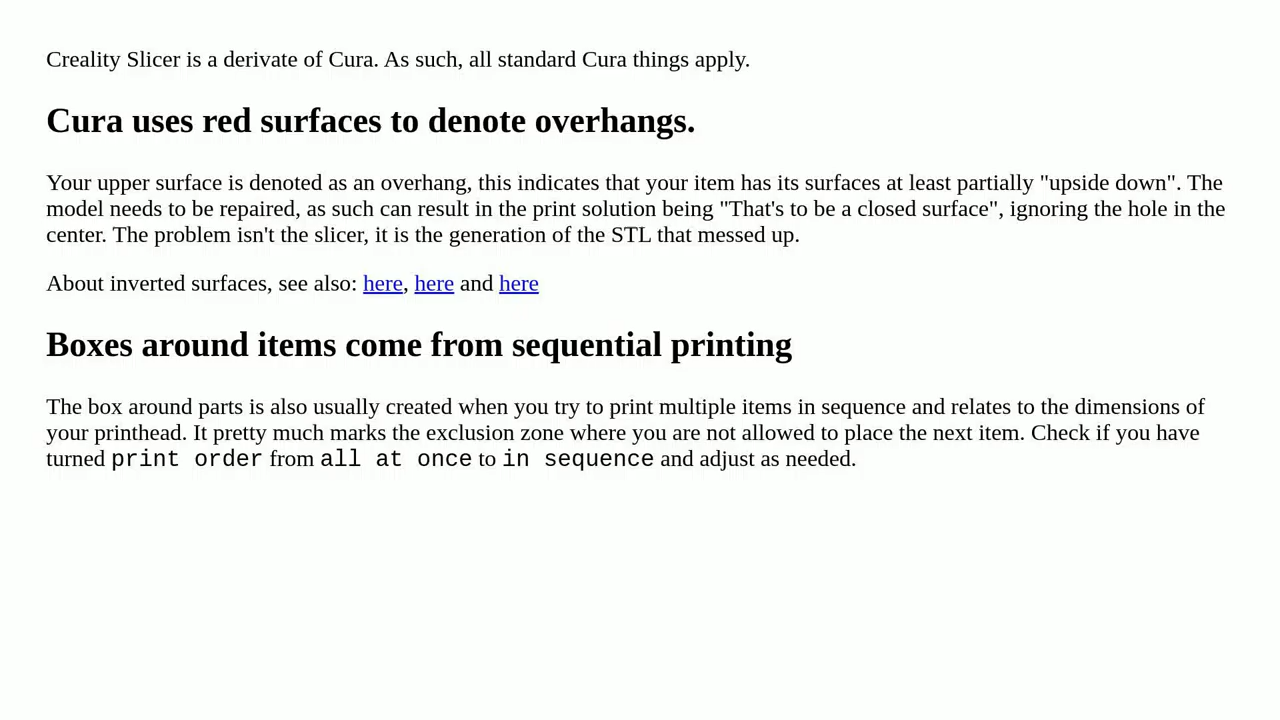 Creality Slicer is a derivate of Cura. As such, all standard Cura things apply.
Cura uses red surfaces to denote overhangs.
Your upper surface is denoted as an overhang, this indicates that your item has its surfaces at least partially "upside down". The
model needs to be repaired, as such can result in the print solution being "That's to be a closed surface", ignoring the hole in the
center. The problem isn't the slicer, it is the generation of the STL that messed up.
About inverted surfaces, see also: here, here and here
Boxes around items come from sequential printing
The box around parts is also usually created when you try to print multiple items in sequence and relates to the dimensions of
your printhead. It pretty much marks the exclusion zone where you are not allowed to place the next item. Check if you have
turned print order from all at once to in sequence and adjust as needed.